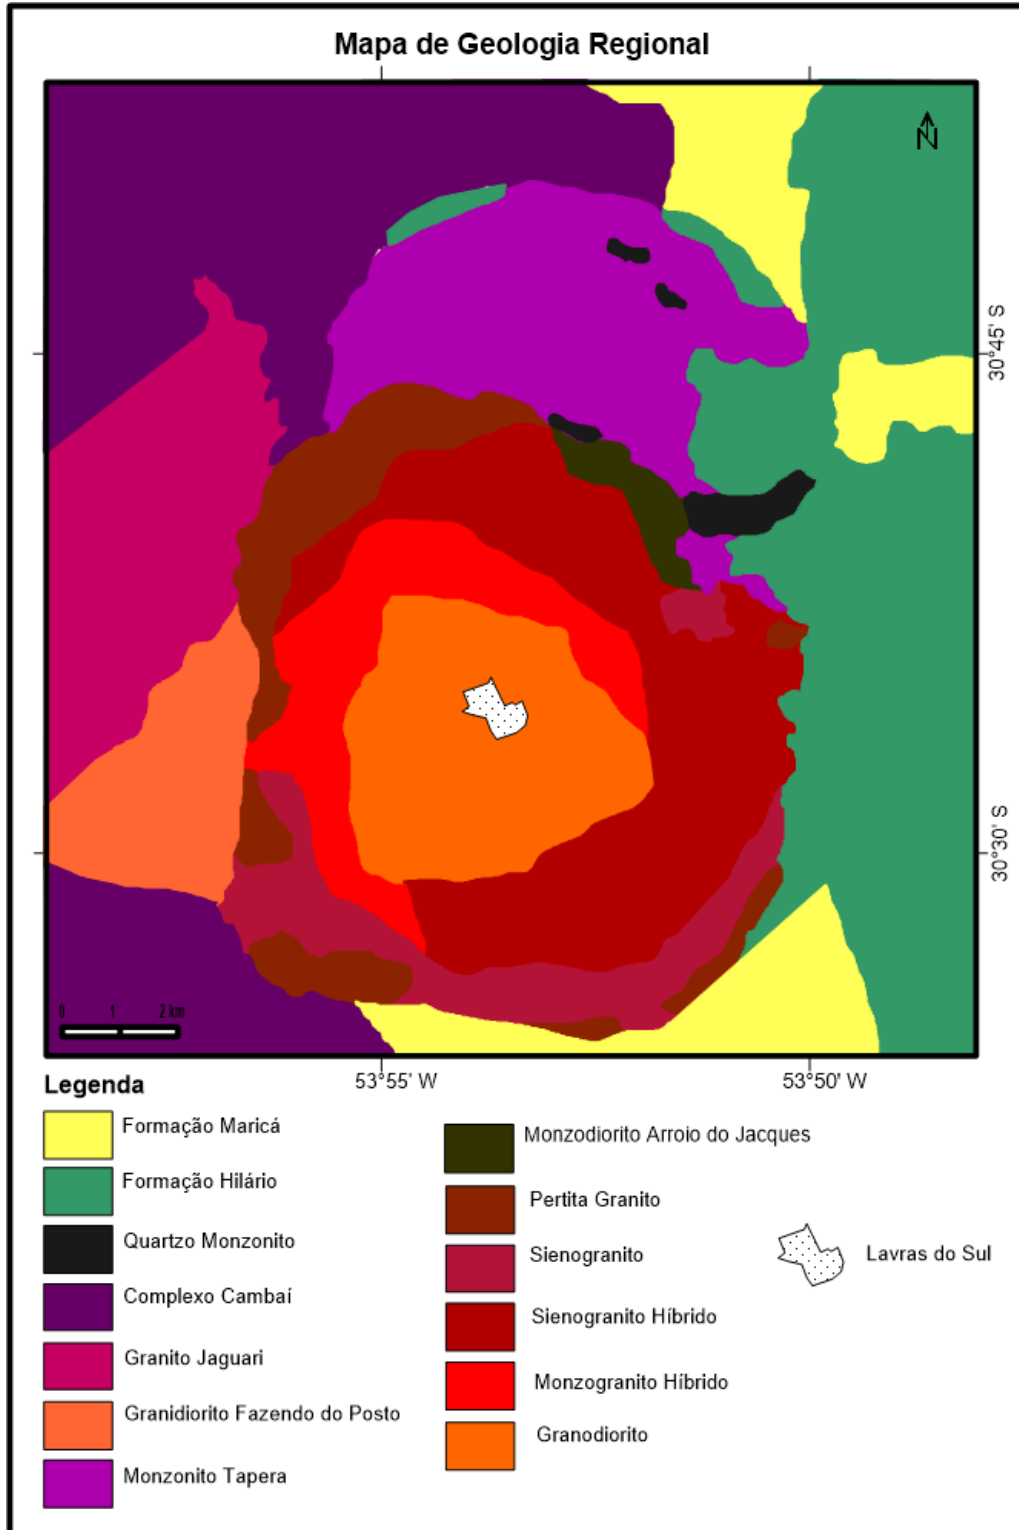 Mapa de Geologia Regional
N
30°45' S
30°30' S
0 1 2 km
53°55' W 53°50' W
Legenda
Formação Maricá
Formação Hilário
Quartzo Monzonito
Complexo Cambaí
Granito Jaguari
Granidiorito Fazendo do Posto
Monzonito Tapera
Monzodiorito Arroio do Jacques
Pertita Granito
Sienogranito
Sienogranito Híbrido
Monzogranito Híbrido
Granodiorito
Lavras do Sul